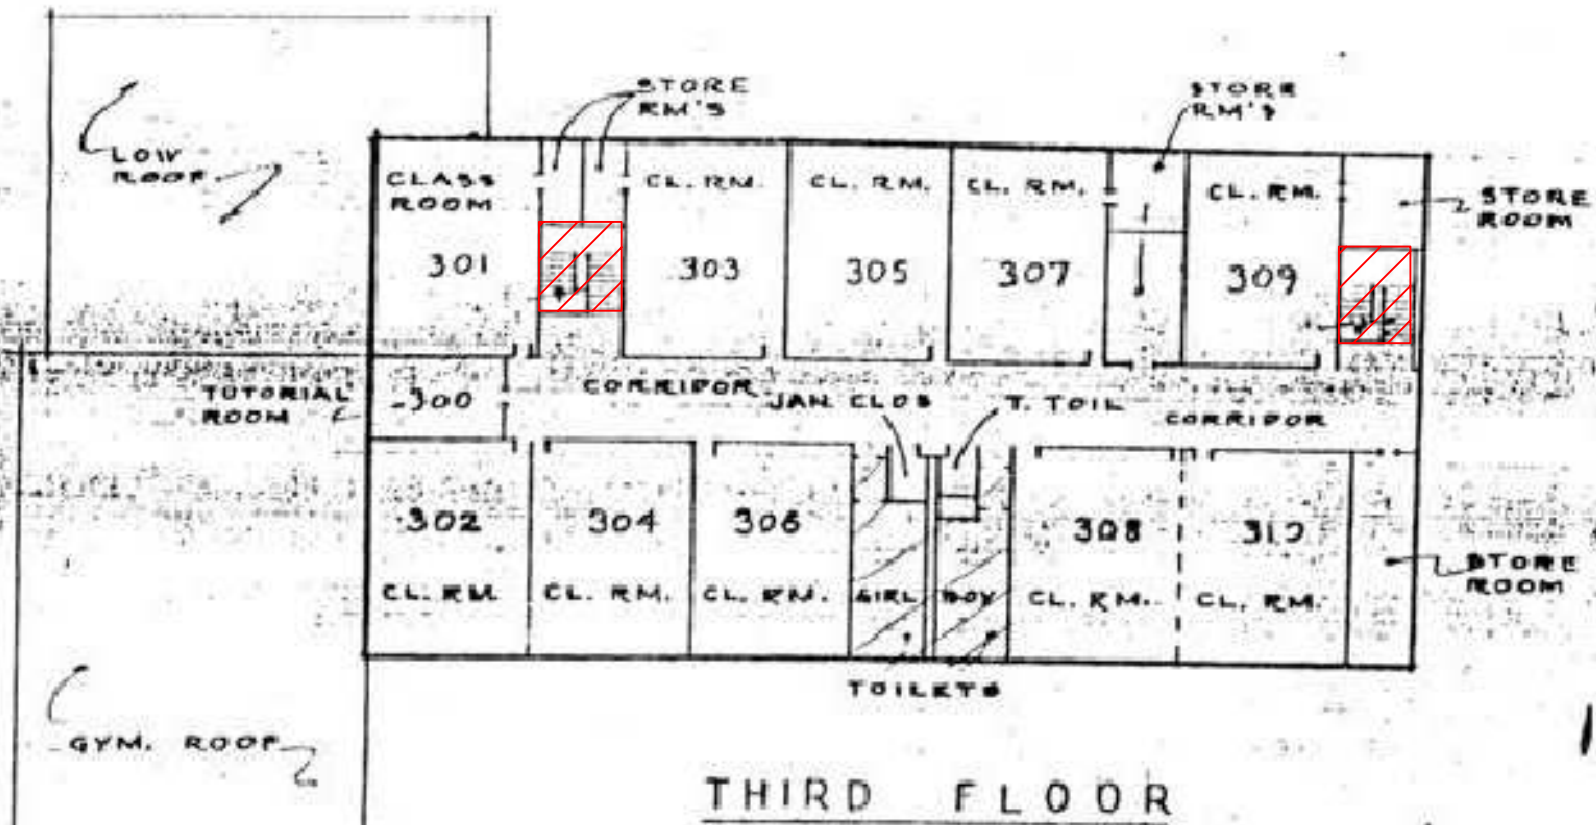 STORE
RM'S
STORE
RM'S
LOW
ROOF
CLASS
ROOM
CL. RM.
CL. RM.
CL. RM.
CL. RM.
STORE
ROOM
301
303
305
307
309
TUTORIAL
ROOM
300
CORRIDOR
JAN. CLOS
T. TOIL
CORRIDOR
302
304
306
308
310
STORE
ROOM
CL. RM.
CL. RM.
CL. RM.
GIRL
BOY
CL. RM.
CL. RM.
TOILETS
GYM. ROOF
THIRD FLOOR